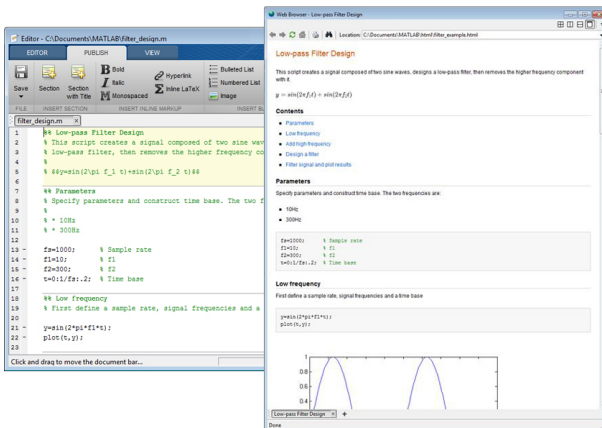 Editor - C:\Documents\MATLAB\filter_design.m
EDITOR PUBLISH VIEW
Save
Section
Section with Title
Bold
Italic
Monospaced
Hyperlink
Inline LaTeX
Bulleted List
Numbered List
Image
FILE INSERT SECTION INSERT INLINE MARKUP
filter_design.m ×
1 %% Low-pass Filter Design
2 % This script creates a signal composed of two sine wav
3 % low-pass filter, then removes the higher frequency co
4 %
5 % $$y=sin(2\pi f_1 t)+sin(2\pi f_2 t)$$
6
7 %% Parameters
8 % Specify parameters and construct time base. The two f
9 %
10 % * 10Hz
11 % * 300Hz
12
13 - fs=1000; % Sample rate
14 - f1=10; % f1
15 - f2=300; % f2
16 - t=0:1/fs:.2; % Time base
17
18 %% Low frequency
19 % First define a sample rate, signal frequencies and a
20
21 - y=sin(2*pi*f1*t);
22 - plot(t,y);
23
Click and drag to move the document bar...
Web Browser - Low-pass Filter Design
Location: C:/Documents/MATLAB/html/filter_example.html
Low-pass Filter Design
This script creates a signal composed of two sine waves, designs a low-pass filter, then removes the higher frequency component
with it.
Contents
Parameters
Low frequency
Add high frequency
Design a filter
Filter signal and plot results
Parameters
Specify parameters and construct time base. The two frequencies are:
10Hz
300Hz
fs=1000; % Sample rate
f1=10; % f1
f2=300; % f2
t=0:1/fs:.2; % Time base
Low frequency
First define a sample rate, signal frequencies and a time base
y=sin(2*pi*f1*t);
plot(t,y);
1
0.8
0.6
0.4
Low-pass Filter Design × +
Done